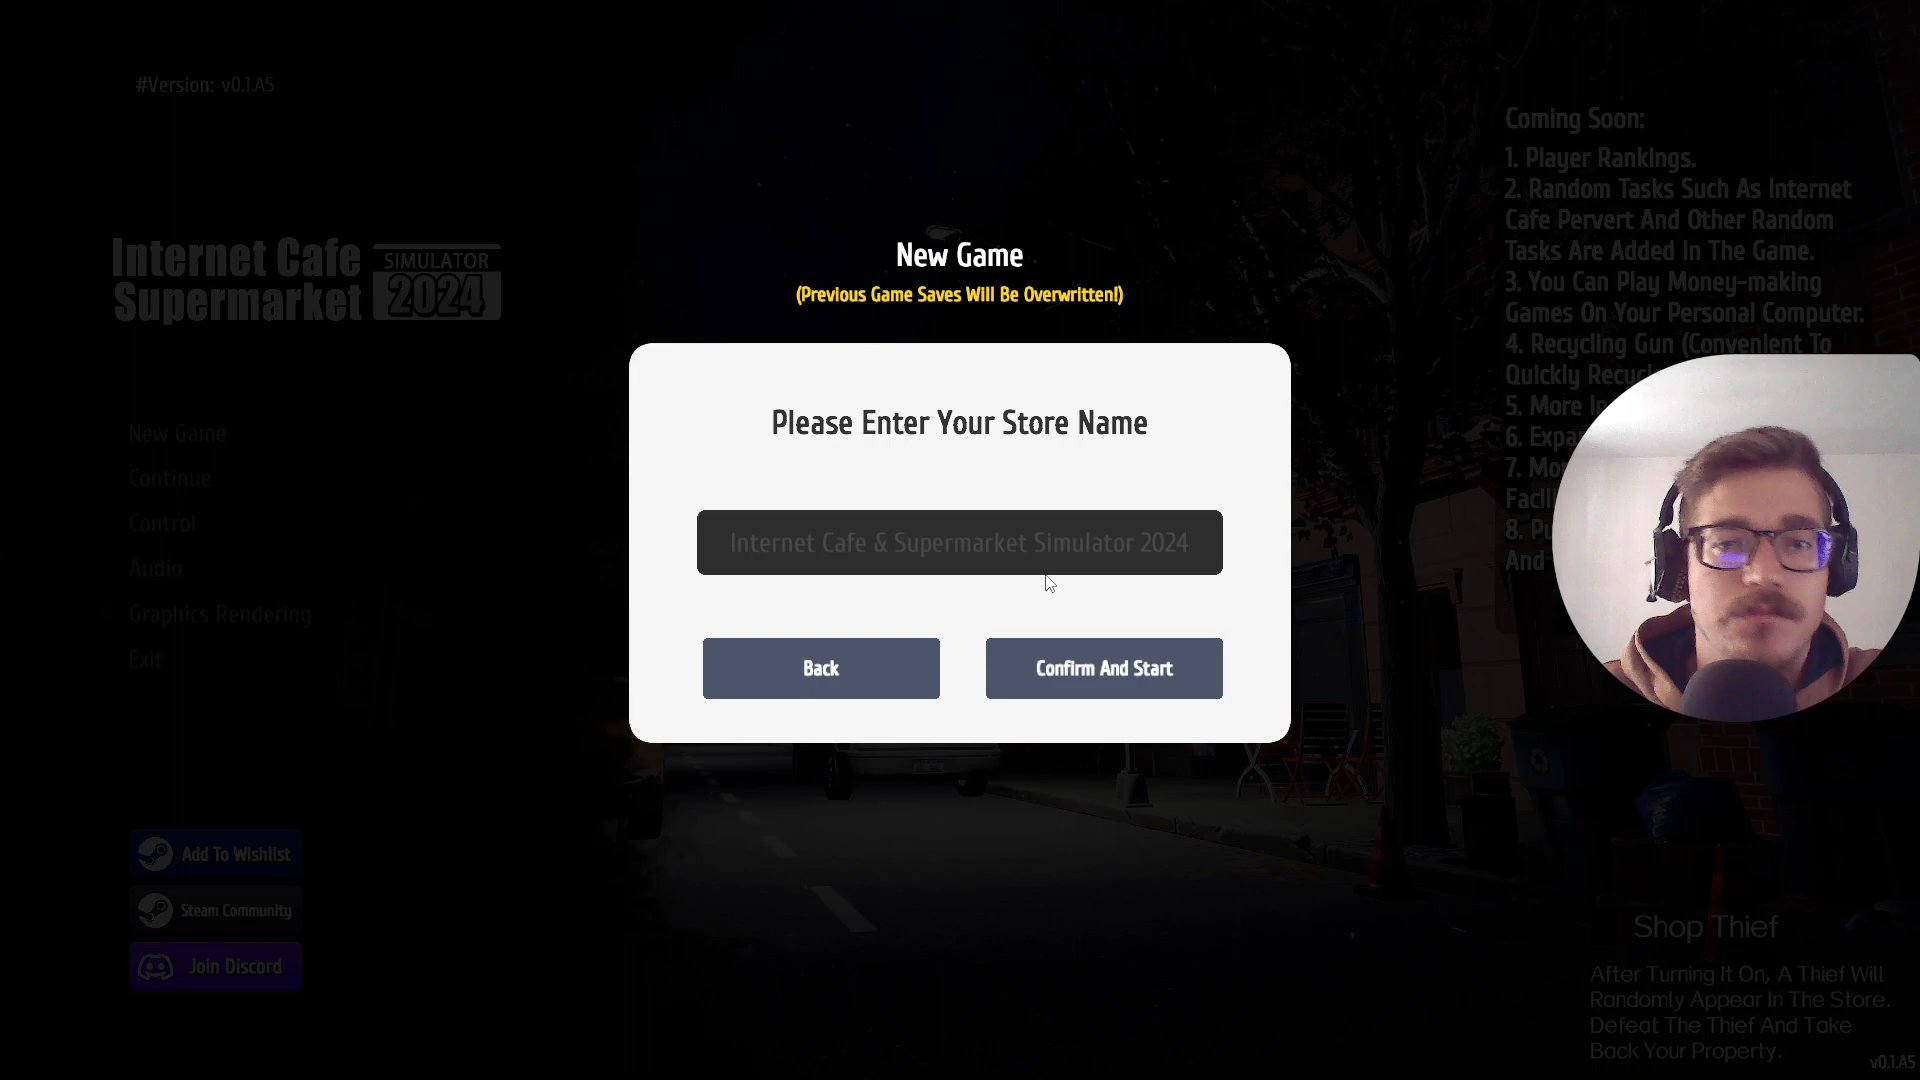 #Version: v0.1.A5
Internet Cafe
Supermarket
SIMULATOR
2024
New Game
Continue
Control
Audio
Graphics Rendering
Exit
Add To Wishlist
Steam Community
Join Discord
New Game
(Previous Game Saves Will Be Overwritten!)
Please Enter Your Store Name
Internet Cafe & Supermarket Simulator 2024
Back
Confirm And Start
Coming Soon:
1. Player Rankings.
2. Random Tasks Such As Internet
Cafe Pervert And Other Random
Tasks Are Added In The Game.
3. You Can Play Money-making
Games On Your Personal Computer.
4. Recycling Gun (Convenient To
Quickly
5. More
6.
7.
8.
And
Shop Thief
After Turning It On, A Thief Will
Randomly Appear In The Store.
Defeat The Thief And Take
Back Your Property.
v0.1.A5